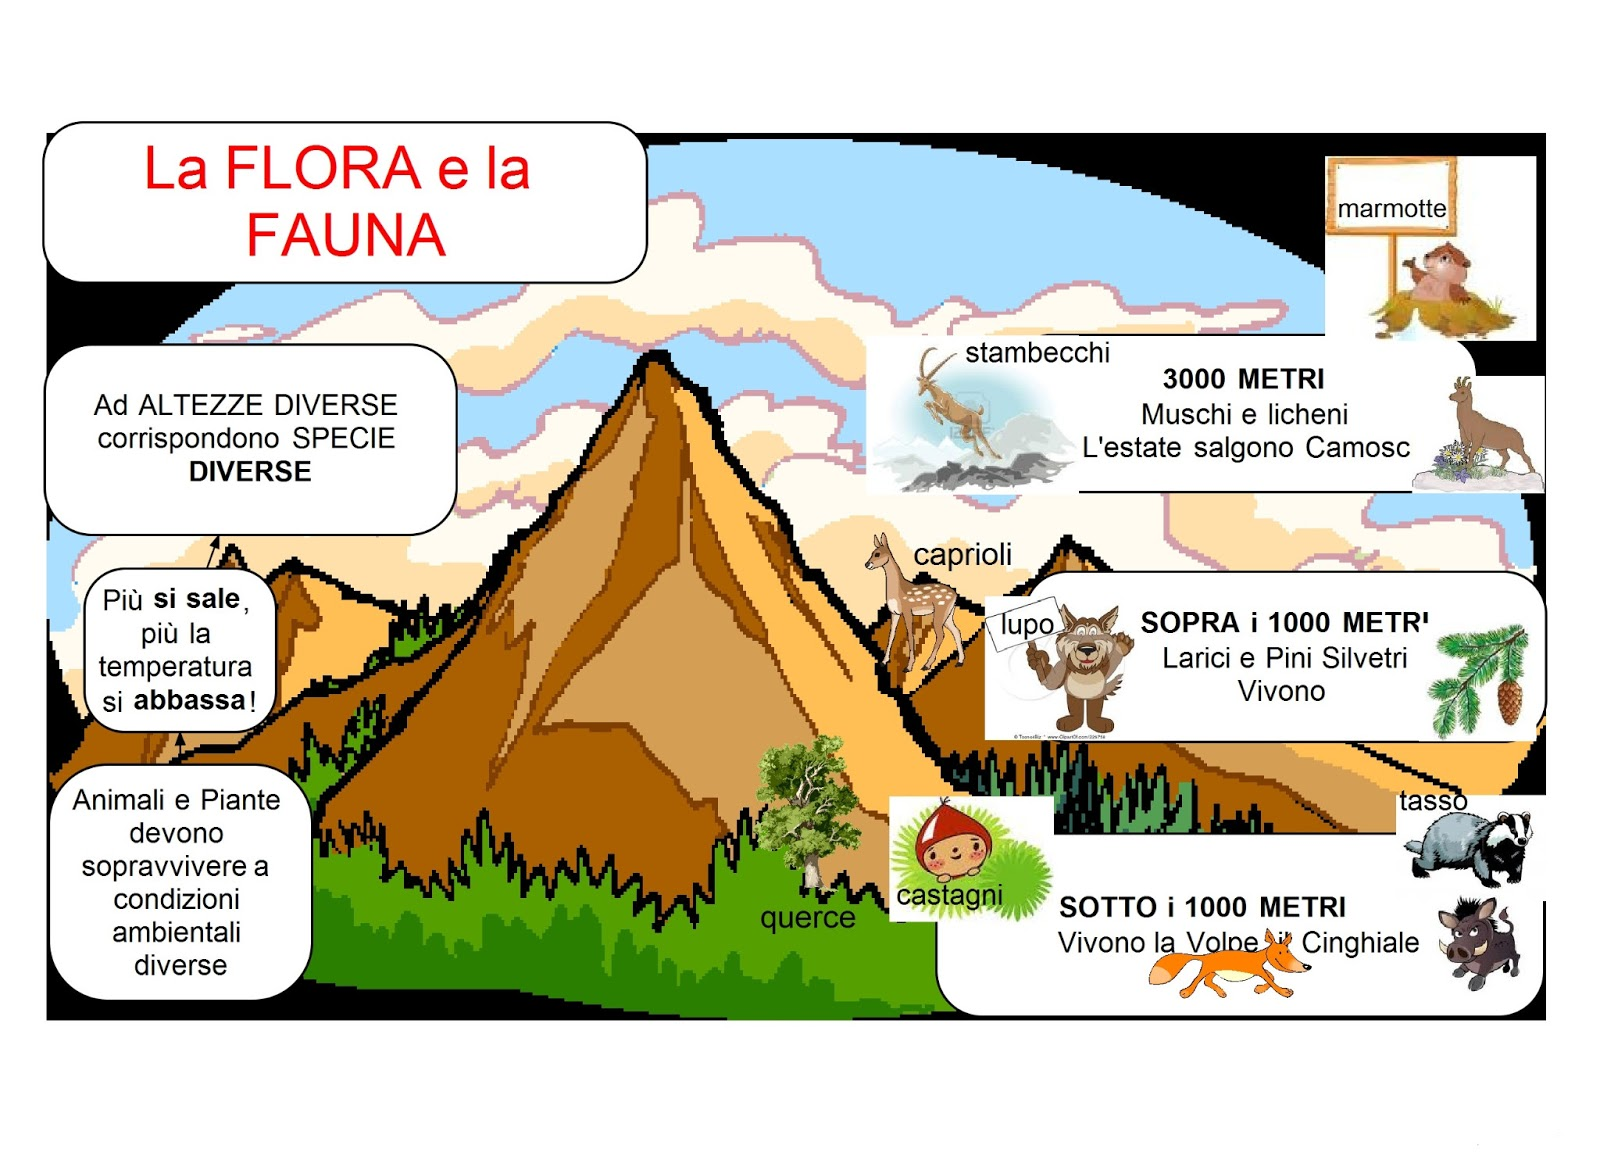 La FLORA e la
FAUNA
marmotte
Ad ALTEZZE DIVERSE
corrispondono SPECIE
DIVERSE
stambecchi
3000 METRI
Muschi e licheni
L'estate salgono Camosc
Più si sale,
più la
temperatura
si abbassa!
caprioli
lupo
SOPRA i 1000 METRI
Larici e Pini Silvetri
Vivono
Animali e Piante
devono
sopravvivere a
condizioni
ambientali
diverse
querce
castagni
tasso
SOTTO i 1000 METRI
Vivono la Volpe il Cinghiale